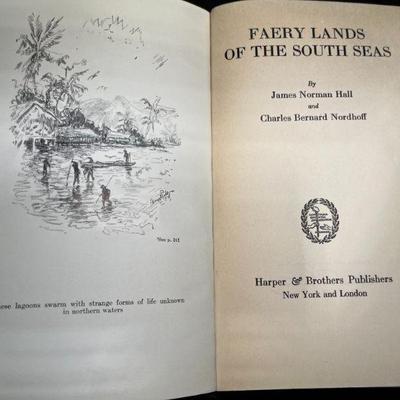 See p. 212
ese lagoons swarm with strange forms of life unknown
in northern waters
FAERY LANDS
OF THE SOUTH SEAS
By
James Norman Hall
and
Charles Bernard Nordhoff
Harper & Brothers Publishers
New York and London